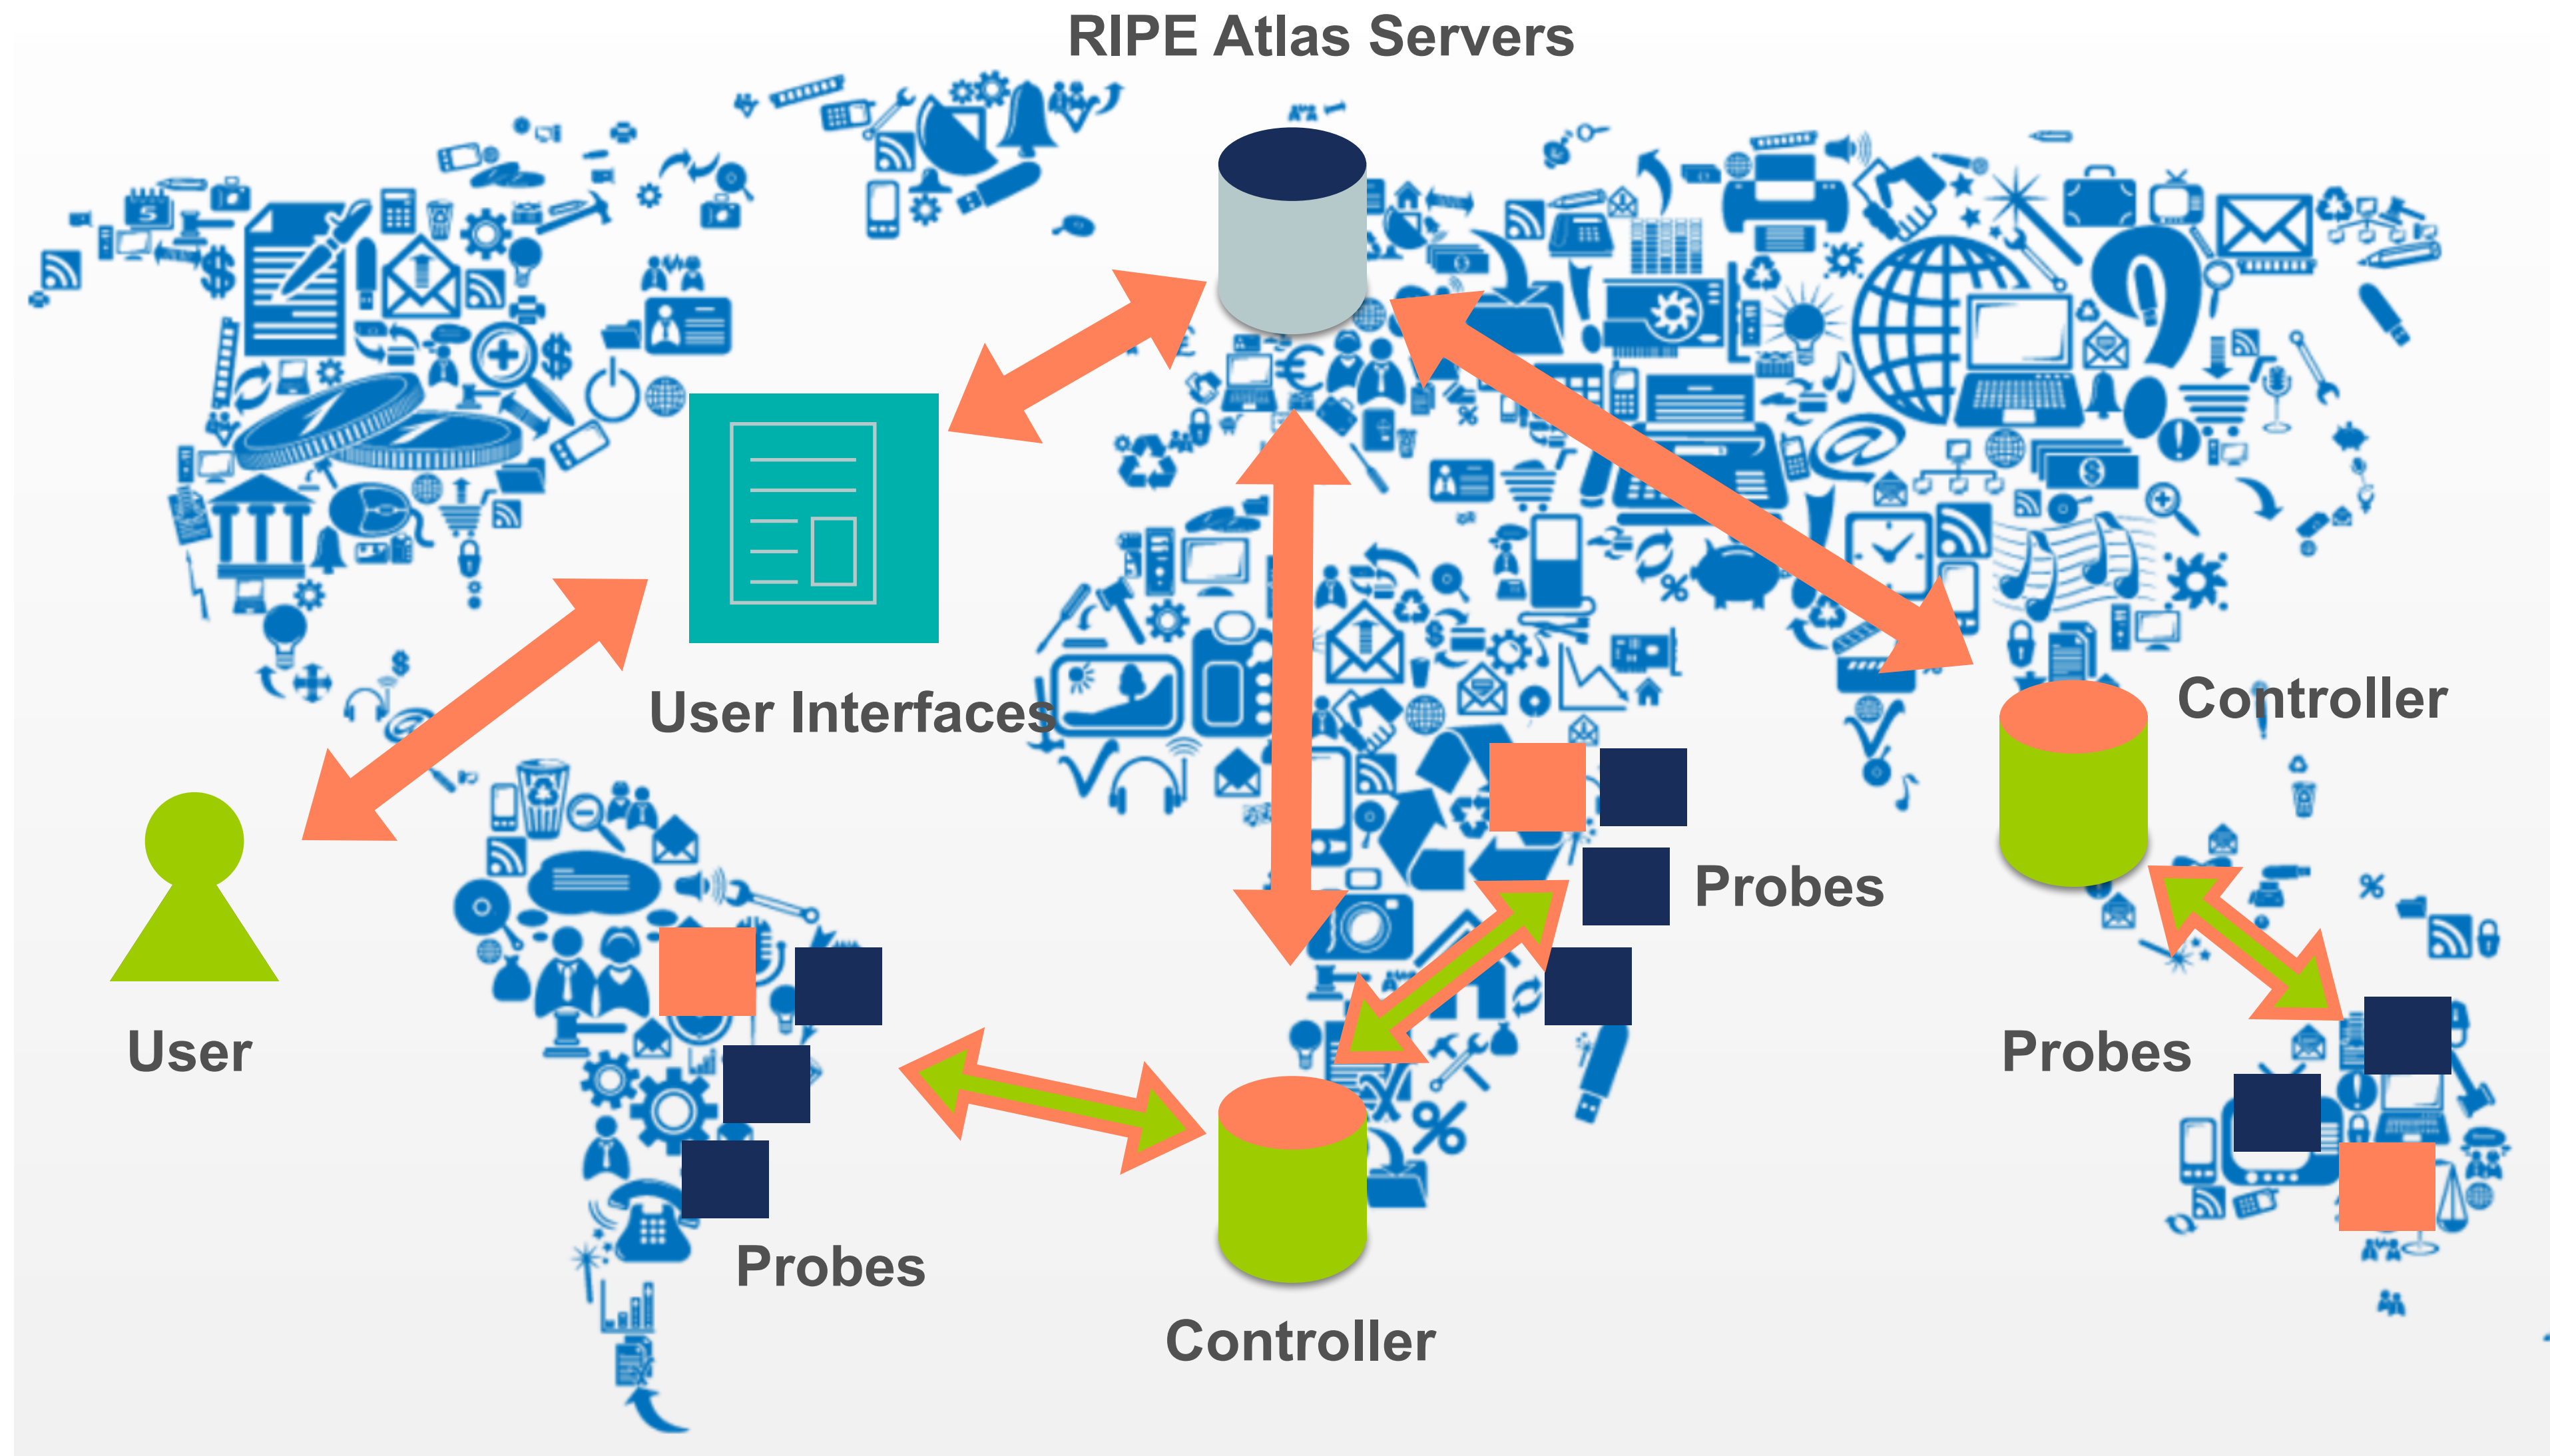 RIPE Atlas Servers
User Interfaces
Controller
Probes
User
Probes
Probes
Controller